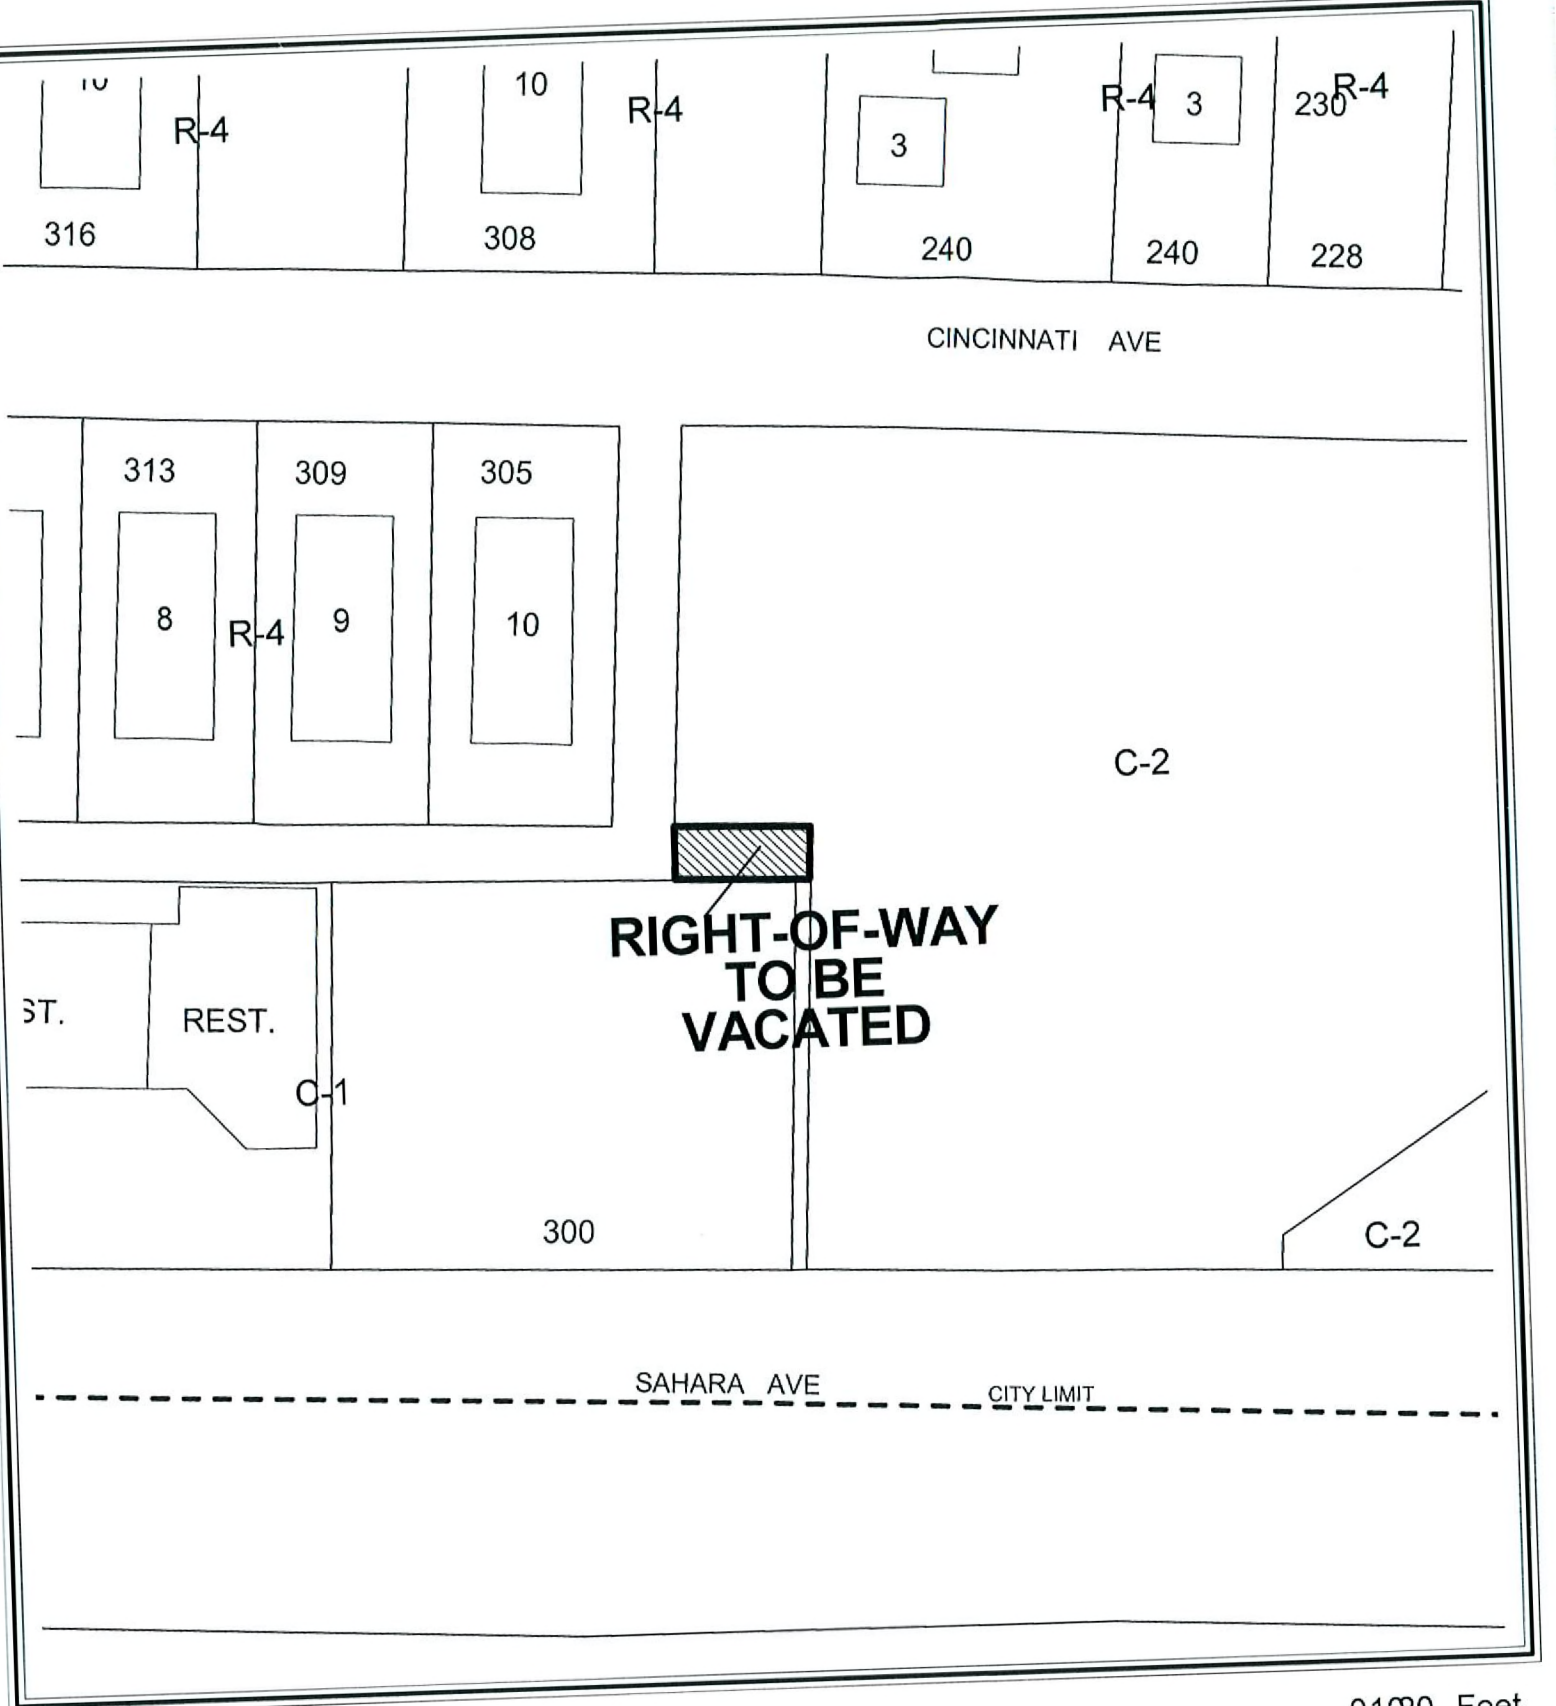 10
R-4
R-4
3
R-4
3
230
R-4
316
308
240
240
228
CINCINNATI AVE
313
309
305
8
R-4
9
10
C-2
RIGHT-OF-WAY
TO BE
VACATED
ST.
REST.
C-1
300
C-2
SAHARA AVE
CITY LIMIT
Feet